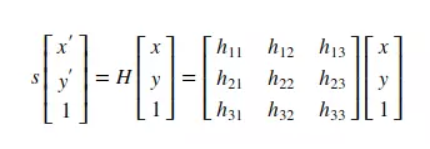 s [x' y' 1] = H [x y 1] = [h11 h12 h13 h21 h22 h23 h31 h32 h33] [x y 1]